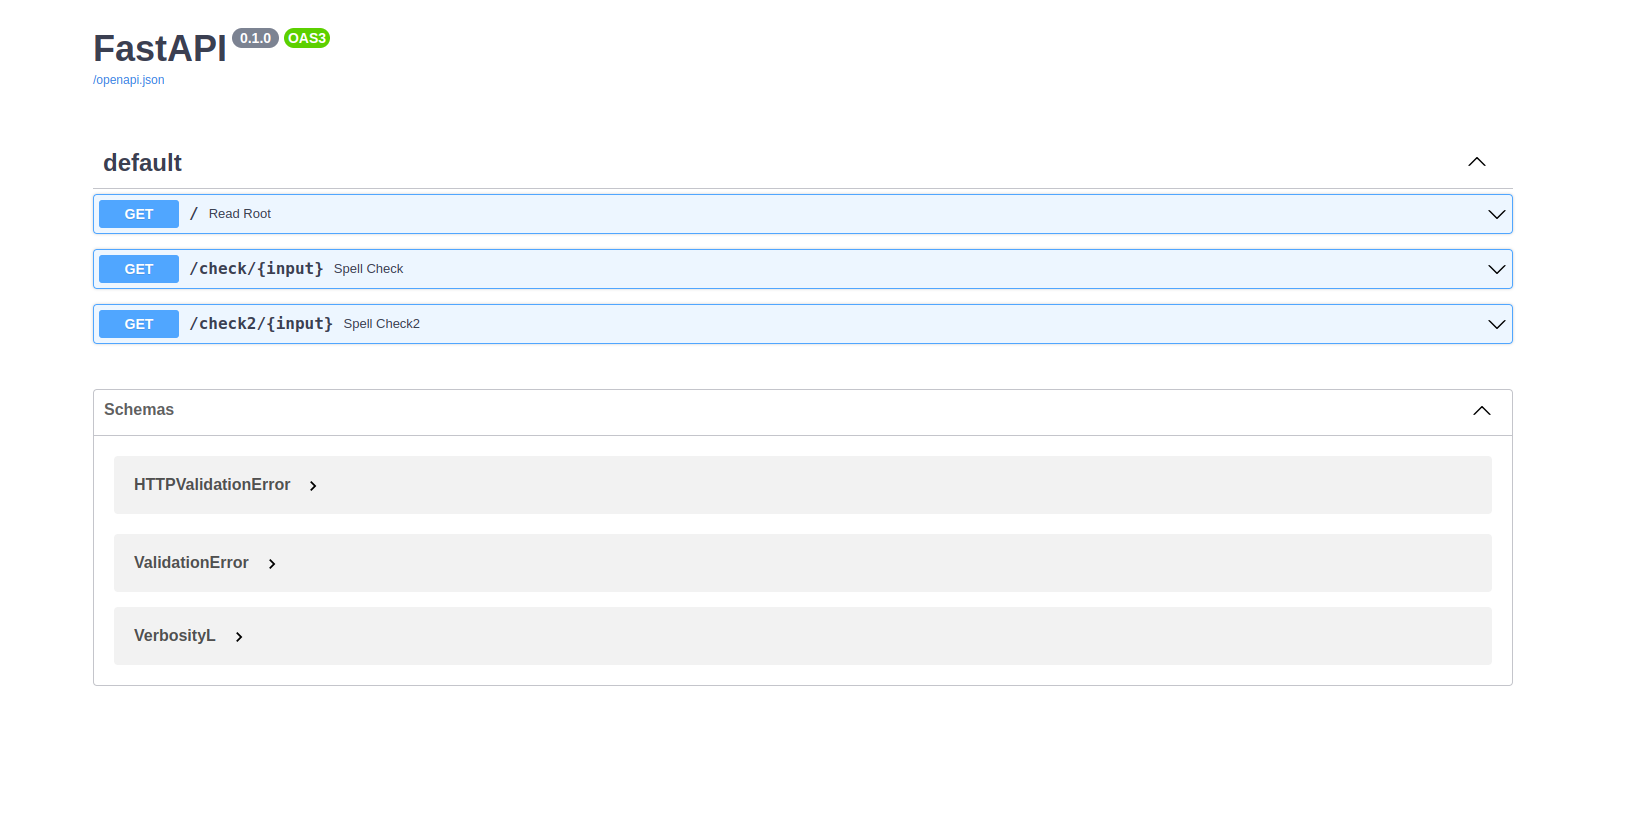 FastAPI 0.1.0 OAS3
/openapi.json
default
GET / Read Root
GET /check/{input} Spell Check
GET /check2/{input} Spell Check2
Schemas
HTTPValidationError
ValidationError
VerbosityL